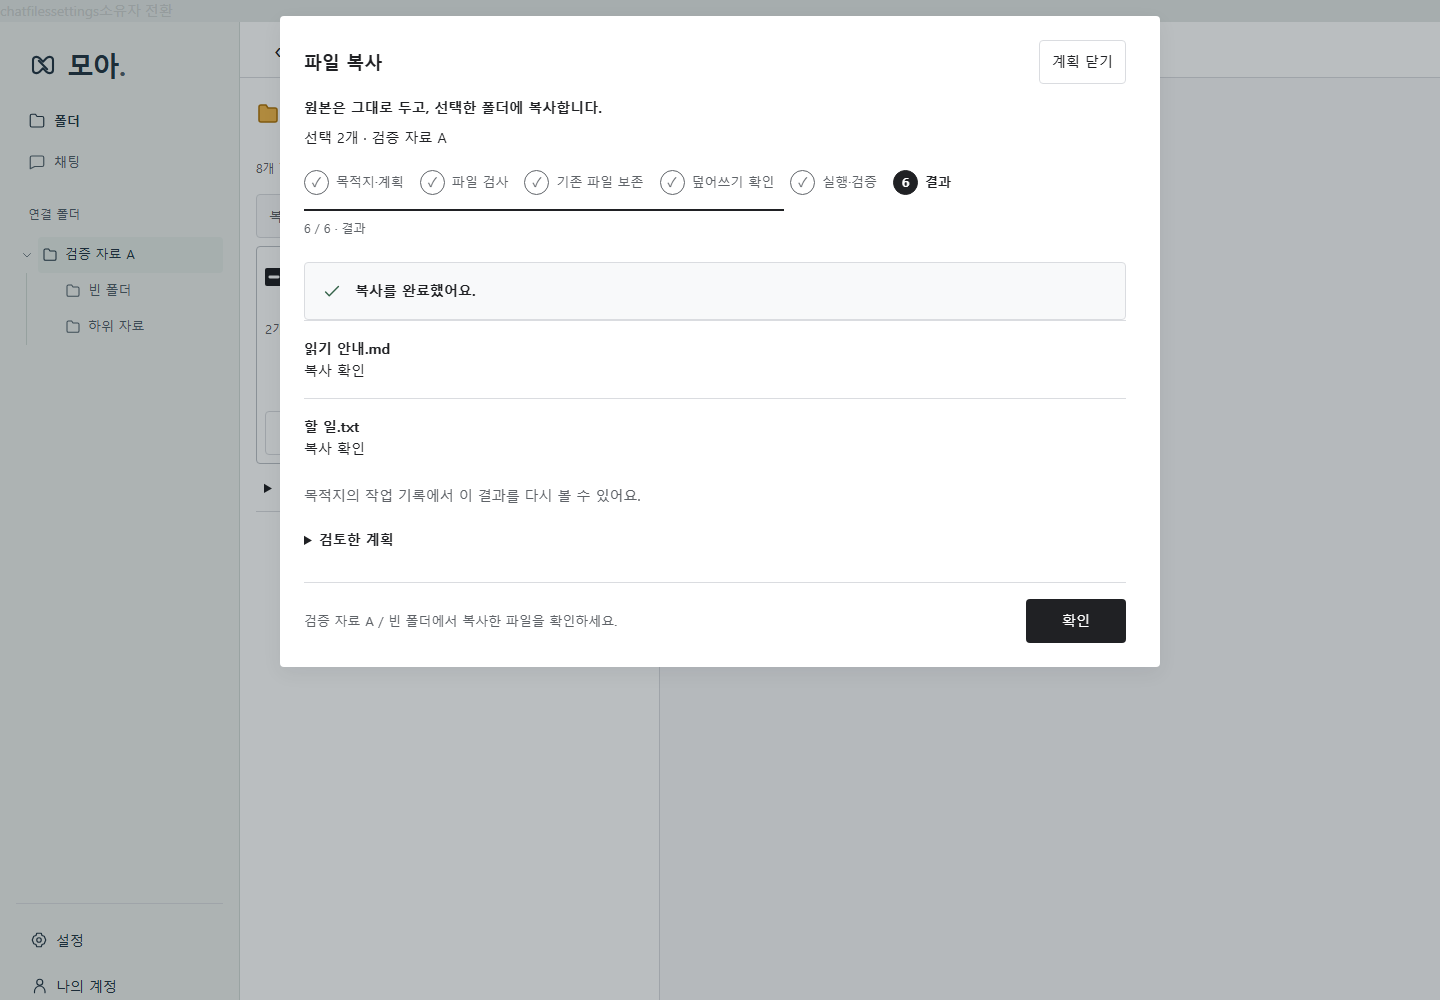 chatfilessettings소유자 전환
모아.
폴더
채팅
연결 폴더
검증 자료 A
빈 폴더
하위 자료
설정
나의 계정
8개
파일 복사
계획 닫기
원본은 그대로 두고, 선택한 폴더에 복사합니다.
선택 2개 · 검증 자료 A
✓ 목적지·계획 ✓ 파일 검사 ✓ 기존 파일 보존 ✓ 덮어쓰기 확인 ✓ 실행·검증 6 결과
6 / 6 · 결과
복사를 완료했어요.
읽기 안내.md
복사 확인
할 일.txt
복사 확인
목적지의 작업 기록에서 이 결과를 다시 볼 수 있어요.
검토한 계획
검증 자료 A / 빈 폴더에서 복사한 파일을 확인하세요.
확인